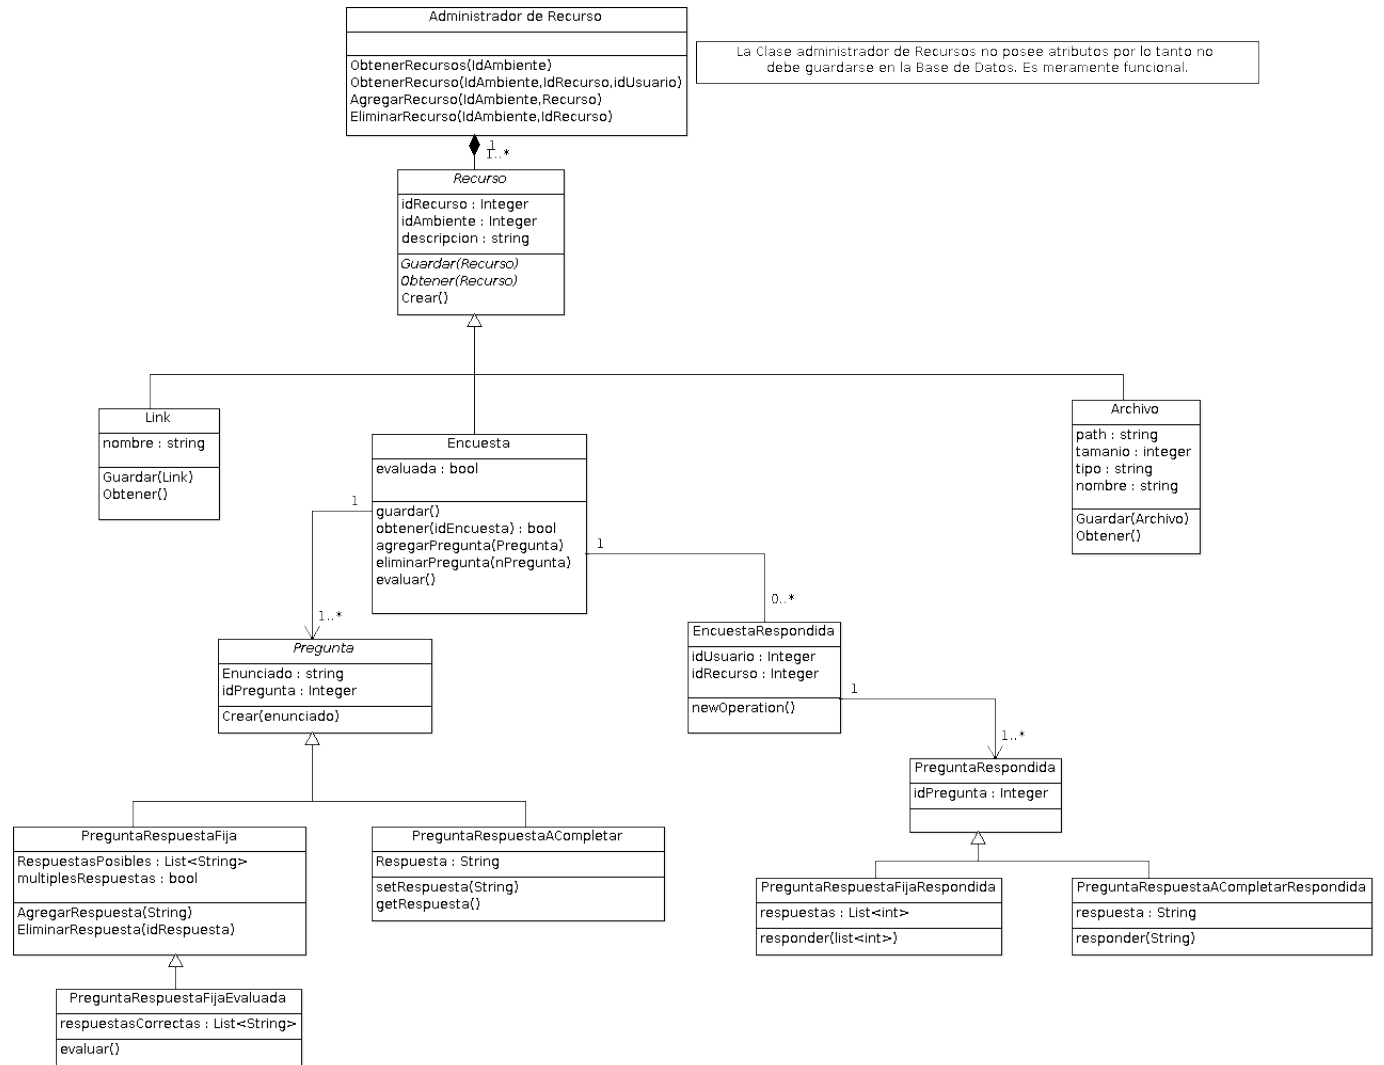 Administrador de Recurso
ObtenerRecursos(IdAmbiente)
ObtenerRecurso(IdAmbiente,IdRecurso,idUsuario)
AgregarRecurso(IdAmbiente,Recurso)
EliminarRecurso(IdAmbiente,IdRecurso)
La Clase administrador de Recursos no posee atributos por lo tanto no
debe guardarse en la Base de Datos. Es meramente funcional.
1
1..*
Recurso
idRecurso : Integer
idAmbiente : Integer
descripcion : string
Guardar(Recurso)
Obtener(Recurso)
Crear()
Link
nombre : string
Guardar(Link)
Obtener()
Encuesta
evaluada : bool
guardar()
obtener(idEncuesta) : bool
agregarPregunta(Pregunta)
eliminarPregunta(nPregunta)
evaluar()
Archivo
path : string
tamanio : integer
tipo : string
nombre : string
Guardar(Archivo)
Obtener()
1
1..*
1
0..*
Pregunta
Enunciado : string
idPregunta : Integer
Crear(enunciado)
EncuestaRespondida
idUsuario : Integer
idRecurso : Integer
newOperation()
1
1..*
PreguntaRespondida
idPregunta : Integer
PreguntaRespuestaFija
RespuestasPosibles : List<String>
multiplesRespuestas : bool
AgregarRespuesta(String)
EliminarRespuesta(idRespuesta)
PreguntaRespuestaACompletar
Respuesta : String
setRespuesta(String)
getRespuesta()
PreguntaRespuestaFijaRespondida
respuestas : List<int>
responder(list<int>)
PreguntaRespuestaACompletarRespondida
respuesta : String
responder(String)
PreguntaRespuestaFijaEvaluada
respuestasCorrectas : List<String>
evaluar()